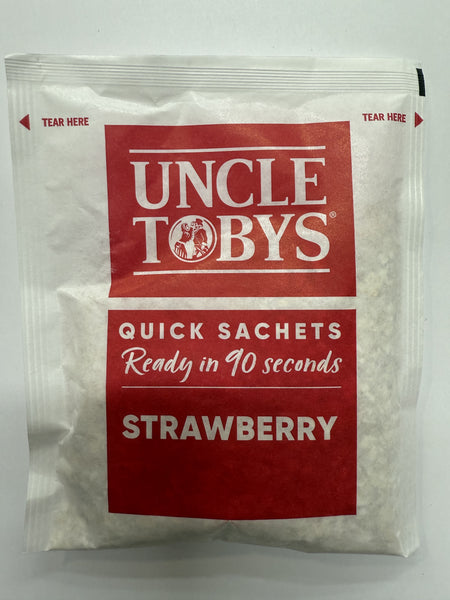 TEAR HERE
TEAR HERE
UNCLE
TOBYS®
QUICK SACHETS
Ready in 90 seconds
STRAWBERRY